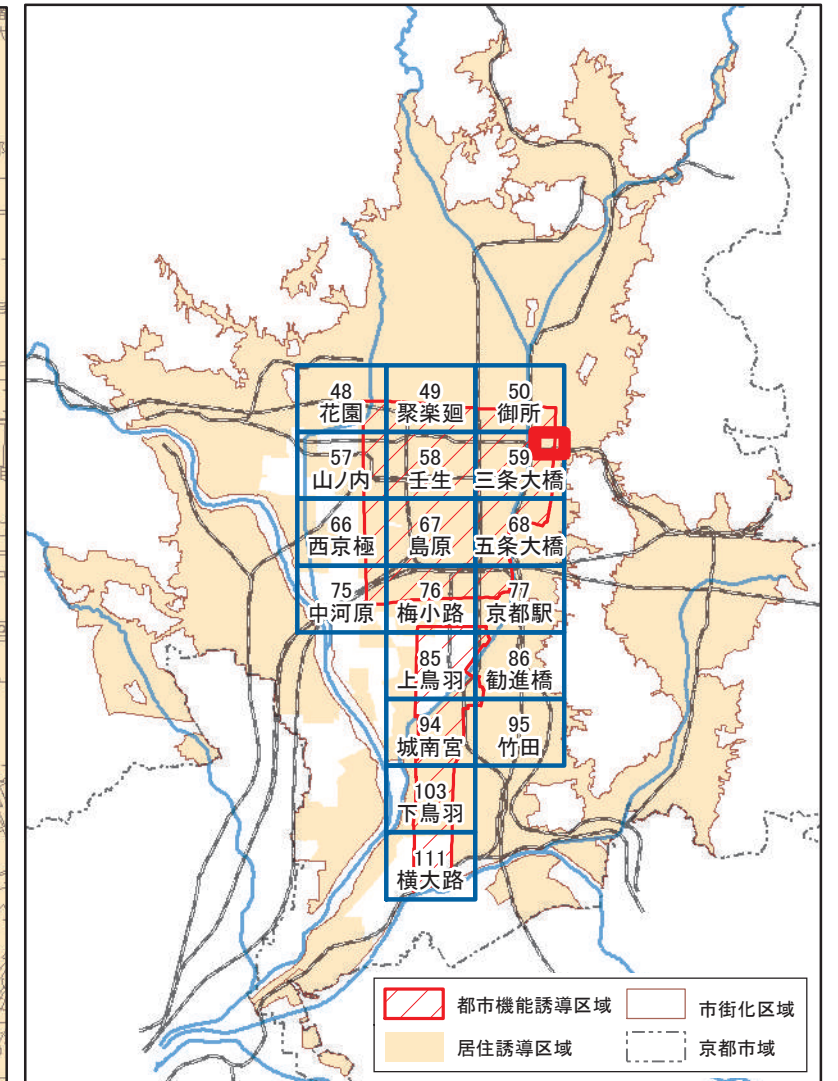 48
花園
49
聚楽廻
50
御所
57
山ノ内
58
壬生
59
三条大橋
66
西京極
67
島原
68
五条大橋
75
中河原
76
梅小路
77
京都駅
85
上鳥羽
86
勧進橋
94
城南宮
95
竹田
103
下鳥羽
111
横大路
都市機能誘導区域
市街化区域
居住誘導区域
京都市域